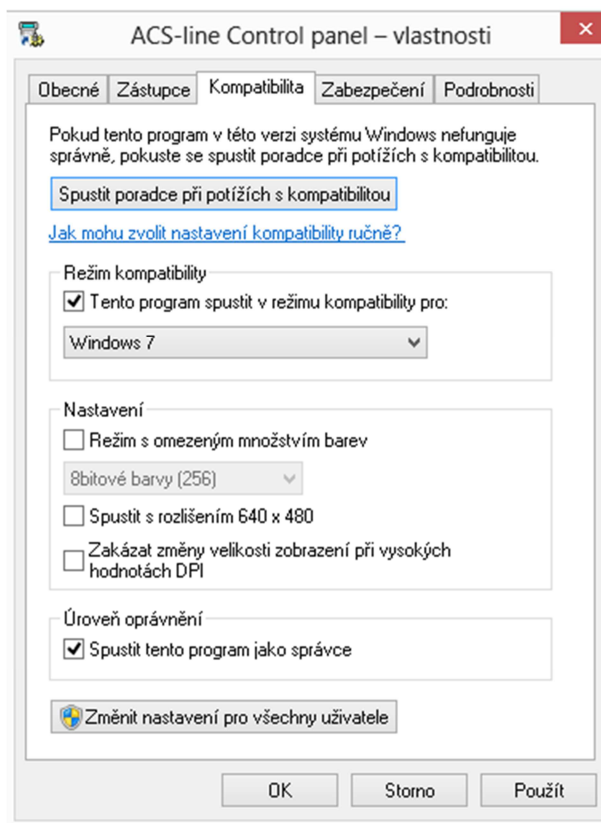 ACS-line Control panel – vlastnosti
Obecné Zástupce Kompatibilita Zabezpečení Podrobnosti
Pokud tento program v této verzi systému Windows nefunguje
správně, pokuste se spustit poradce při potížích s kompatibilitou.
Spustit poradce při potížích s kompatibilitou
Jak mohu zvolit nastavení kompatibility ručně?
Režim kompatibility
Tento program spustit v režimu kompatibility pro:
Windows 7
Nastavení
Režim s omezeným množstvím barev
8bitové barvy (256)
Spustit s rozlišením 640 x 480
Zakázat změny velikosti zobrazení při vysokých
hodnotách DPI
Úroveň oprávnění
Spustit tento program jako správce
Změnit nastavení pro všechny uživatele
OK Storno Použít